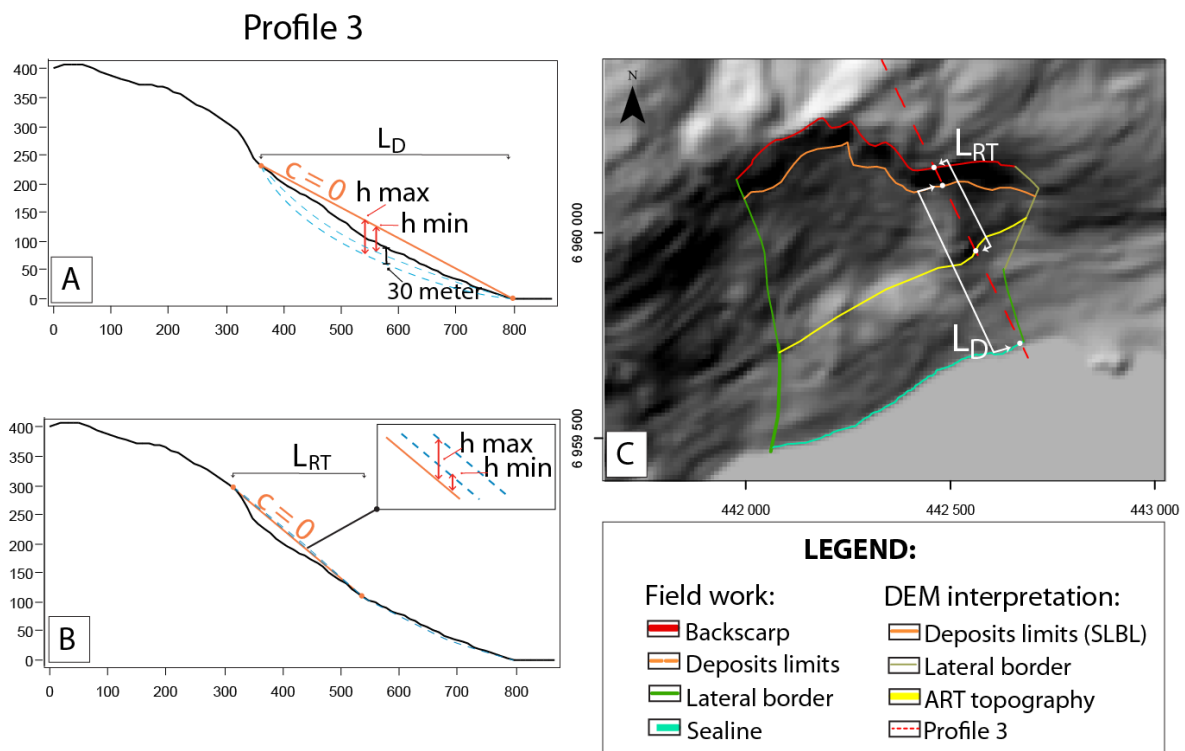 Profile 3
400
350
300
250
200
150
100
50
0
L_D
c = 0
h max
h min
30 meter
A
0
100
200
300
400
500
600
700
800
400
350
300
250
200
150
100
50
0
L_RT
c = 0
h max
h min
B
0
100
200
300
400
500
600
700
800
N
L_RT
L_D
C
6 960 000
6 959 500
442 000
442 500
443 000
LEGEND:
Field work:
Backscarp
Deposits limits
Lateral border
Sealine
DEM interpretation:
Deposits limits (SLBL)
Lateral border
ART topography
Profile 3